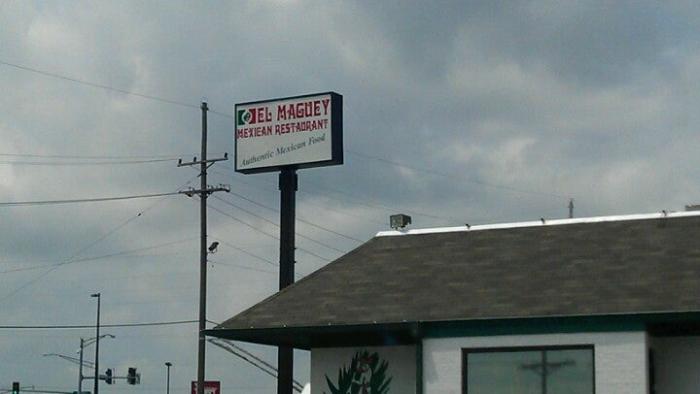 EL MAGUEY
MEXICAN RESTAURANT
Authentic Mexican Food